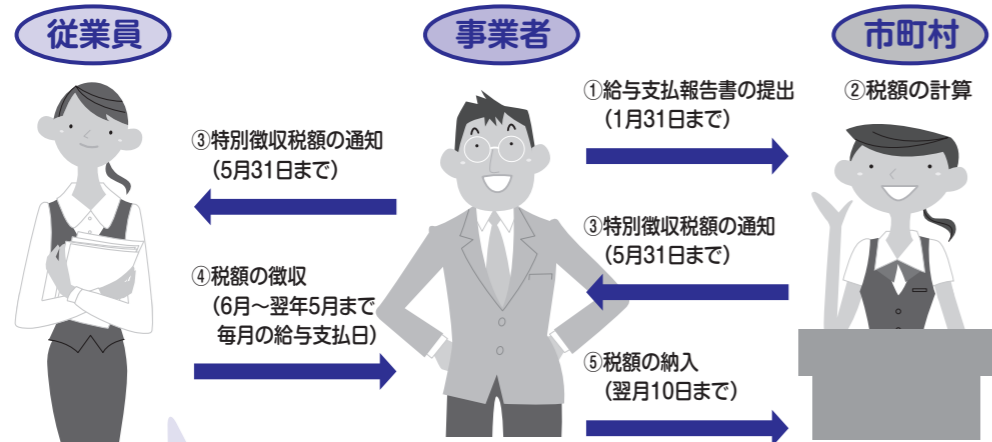 従業員
事業者
市町村
①給与支払報告書の提出
(1月31日まで)
②税額の計算
③特別徴収税額の通知
(5月31日まで)
③特別徴収税額の通知
(5月31日まで)
④税額の徴収
(6月~翌年5月まで
毎月の給与支払日)
⑤税額の納入
(翌月10日まで)